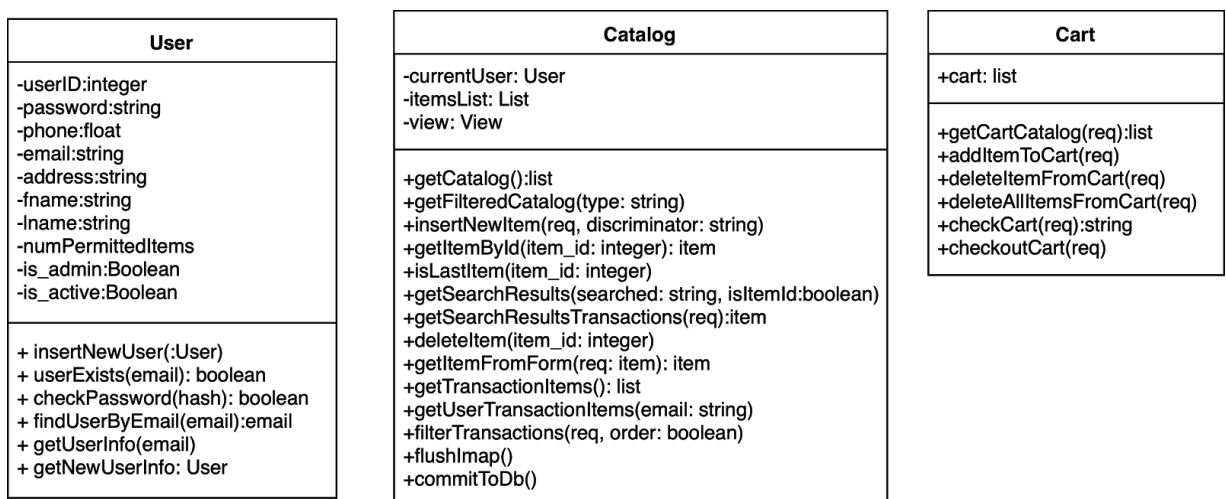 User
-userID:integer
-password:string
-phone:float
-email:string
-address:string
-fname:string
-lname:string
-numPermittedItems
-is_admin:Boolean
-is_active:Boolean
+ insertNewUser(:User)
+ userExists(email): boolean
+ checkPassword(hash): boolean
+ findUserByEmail(email):email
+ getUserInfo(email)
+ getNewUserInfo: User
Catalog
-currentUser: User
-itemsList: List
-view: View
+getCatalog():list
+getFilteredCatalog(type: string)
+insertNewItem(req, discriminator: string)
+getItemById(item_id: integer): item
+isLastItem(item_id: integer)
+getSearchResults(searched: string, isItemId:boolean)
+getSearchResultsTransactions(req):item
+deleteItem(item_id: integer)
+getItemFromForm(req: item): item
+getTransactionItems(): list
+getUserTransactionItems(email: string)
+filterTransactions(req, order: boolean)
+flushImap()
+commitToDb()
Cart
+cart: list
+getCartCatalog(req):list
+addItemToCart(req)
+deleteItemFromCart(req)
+deleteAllItemsFromCart(req)
+checkCart(req):string
+checkoutCart(req)